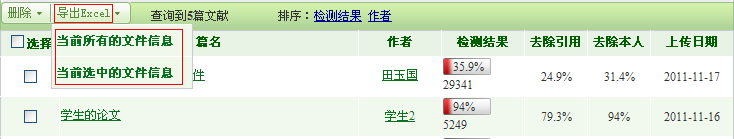 删除 导出Excel 查询到5篇文献 排序：检测结果 作者
选择 篇名 作者 检测结果 去除引用 去除本人 上传日期
当前所有的文件信息
当前选中的文件信息
件 田玉国 35.9% 29341 24.9% 31.4% 2011-11-17
学生的论文 学生2 94% 5249 79.3% 94% 2011-11-16